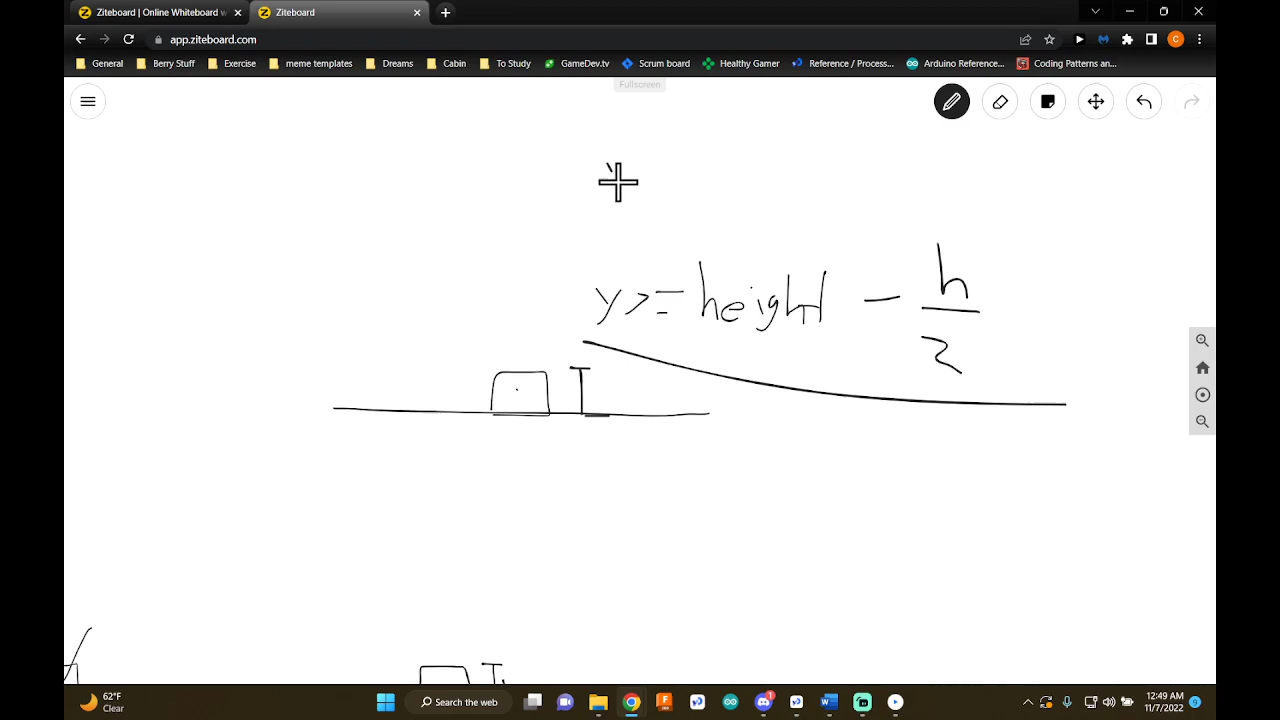 Ziteboard | Online Whiteboard w
Ziteboard
app.ziteboard.com
General
Berry Stuff
Exercise
meme templates
Dreams
Cabin
To Study
GameDev.tv
Scrum board
Healthy Gamer
Reference / Process...
Arduino Reference...
Coding Patterns an...
C
Fullscreen
y >= height - h/2
62°F
Clear
Search the web
12:49 AM
11/7/2022